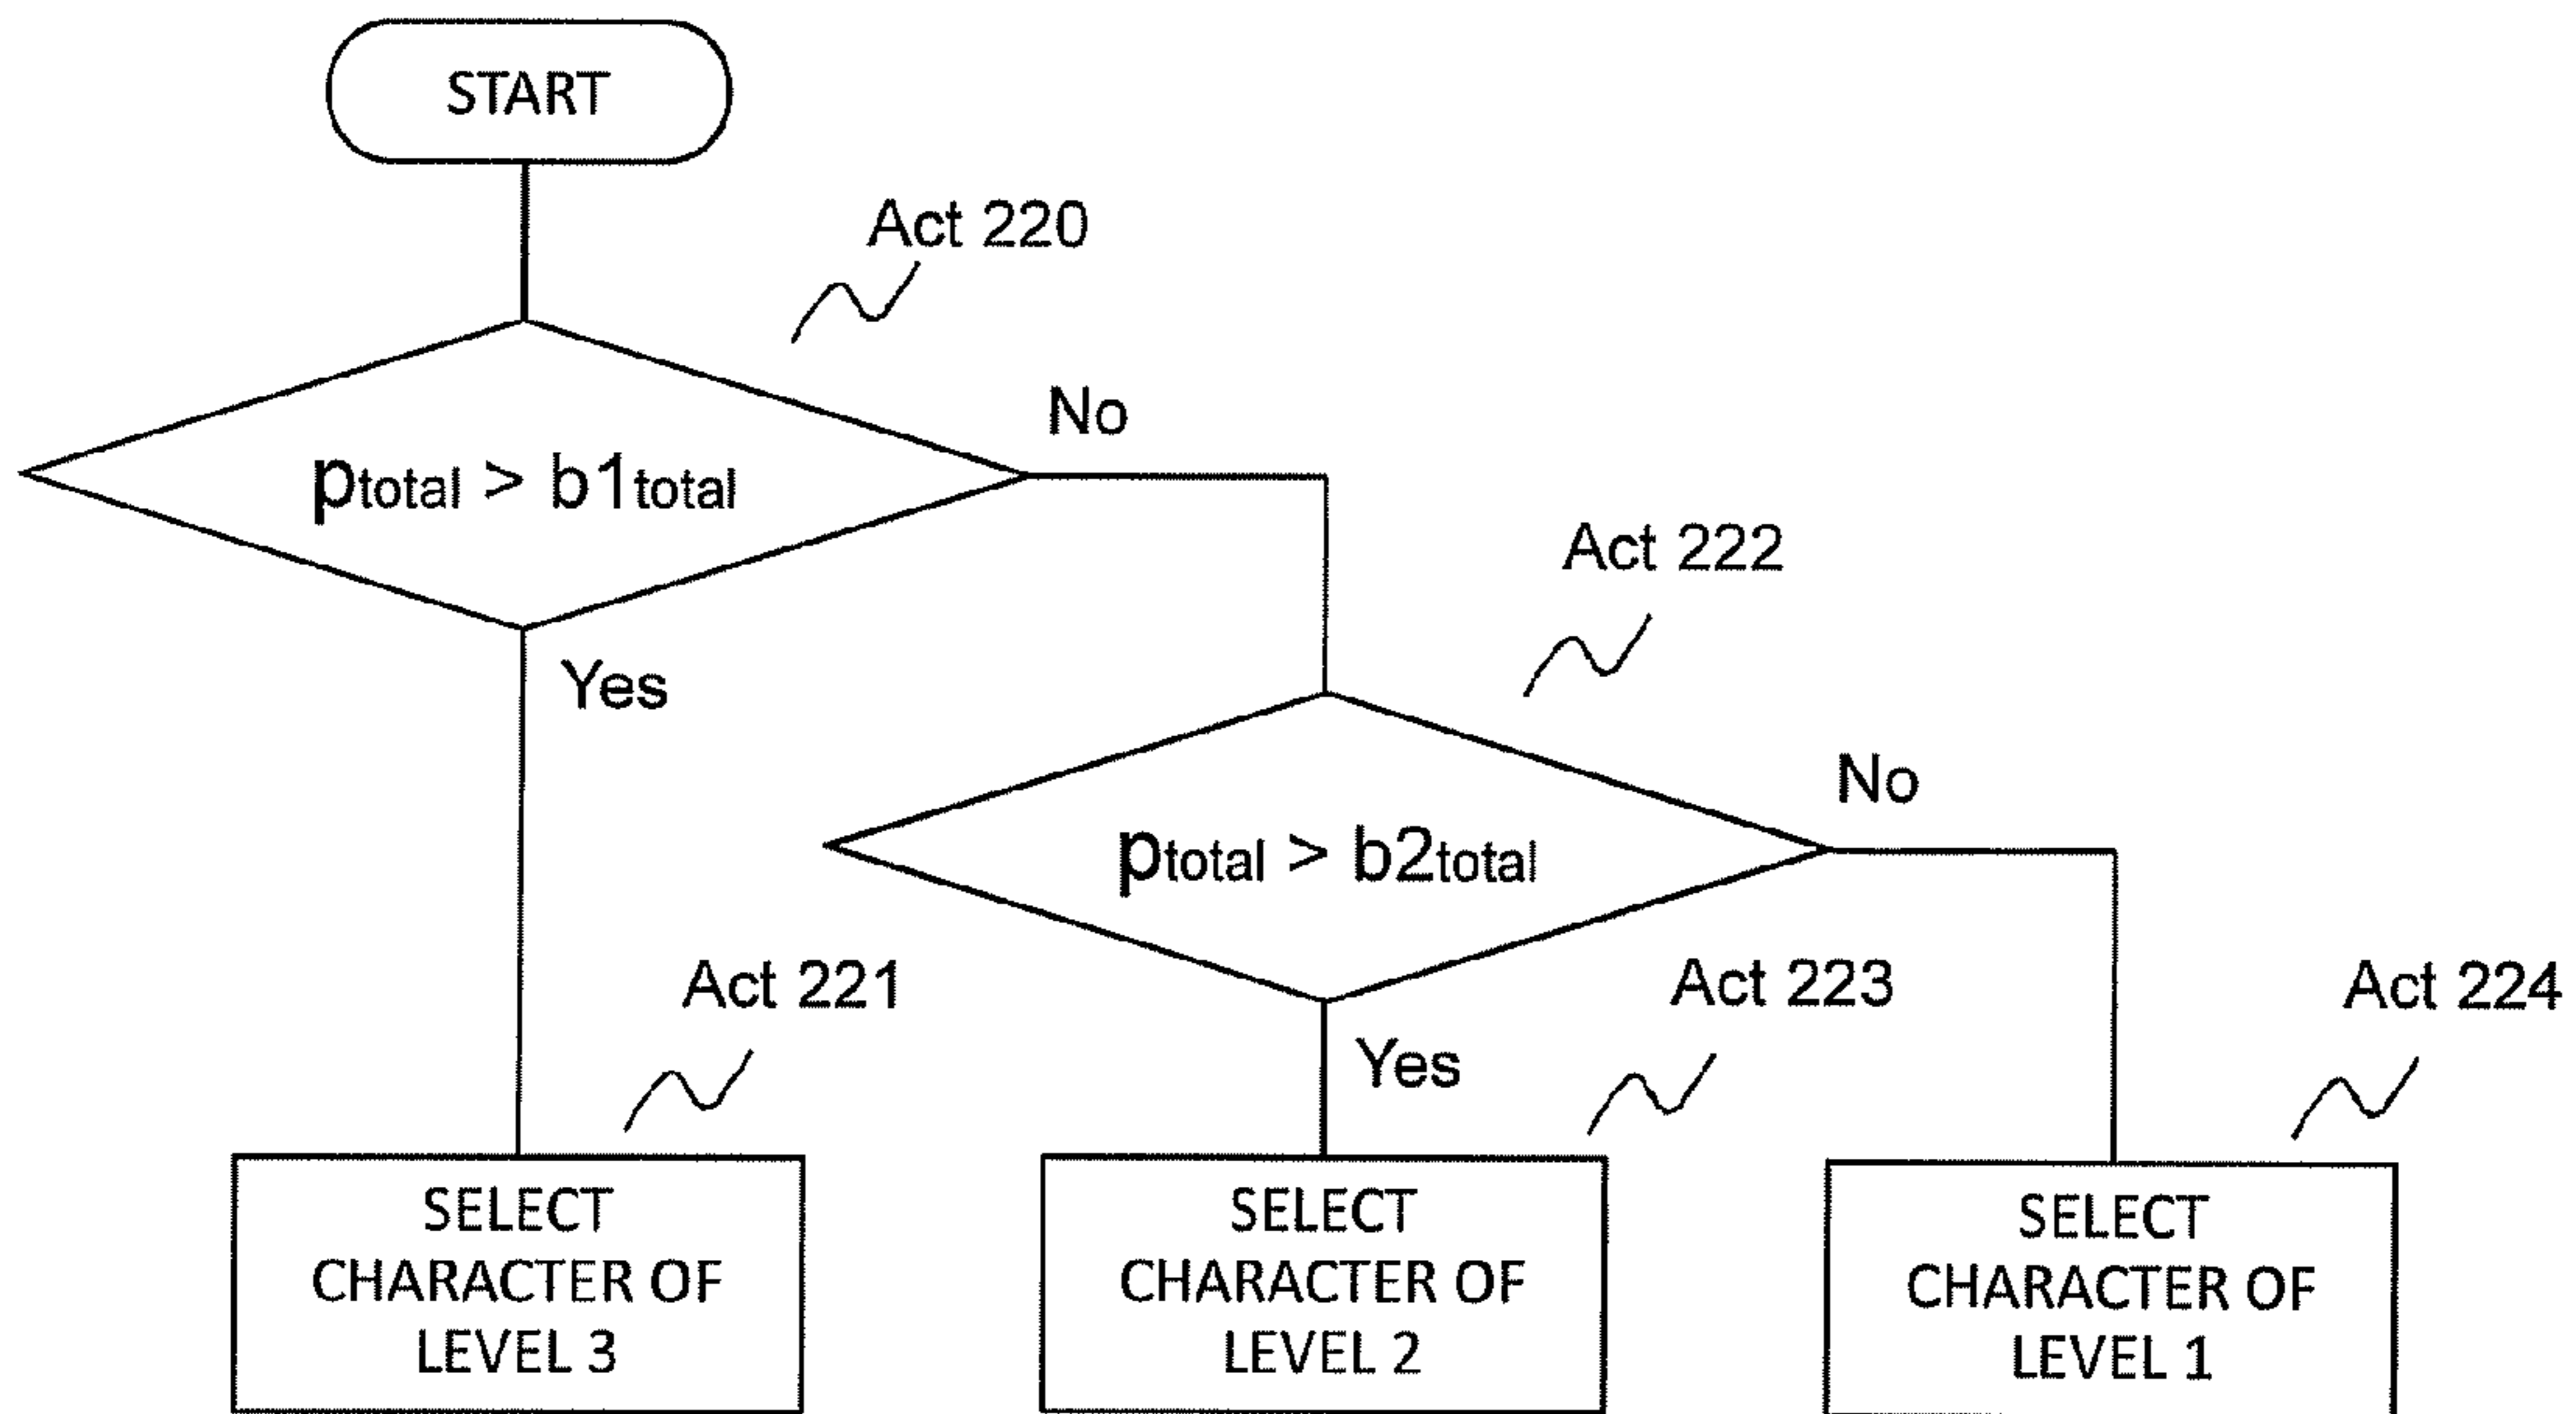 START
Act 220
No
ptotal > b1total
Act 222
Yes
No
ptotal > b2total
Act 221
Act 223
Act 224
Yes
SELECT
CHARACTER OF
LEVEL 3
SELECT
CHARACTER OF
LEVEL 2
SELECT
CHARACTER OF
LEVEL 1